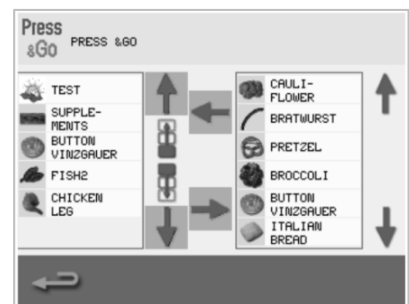 Press
&Go
PRESS &GO
TEST
SUPPLE-
MENTS
BUTTON
VINZGAUER
FISH2
CHICKEN
LEG
CAULI-
FLOWER
BRATWURST
PRETZEL
BROCCOLI
BUTTON
VINZGAUER
ITALIAN
BREAD